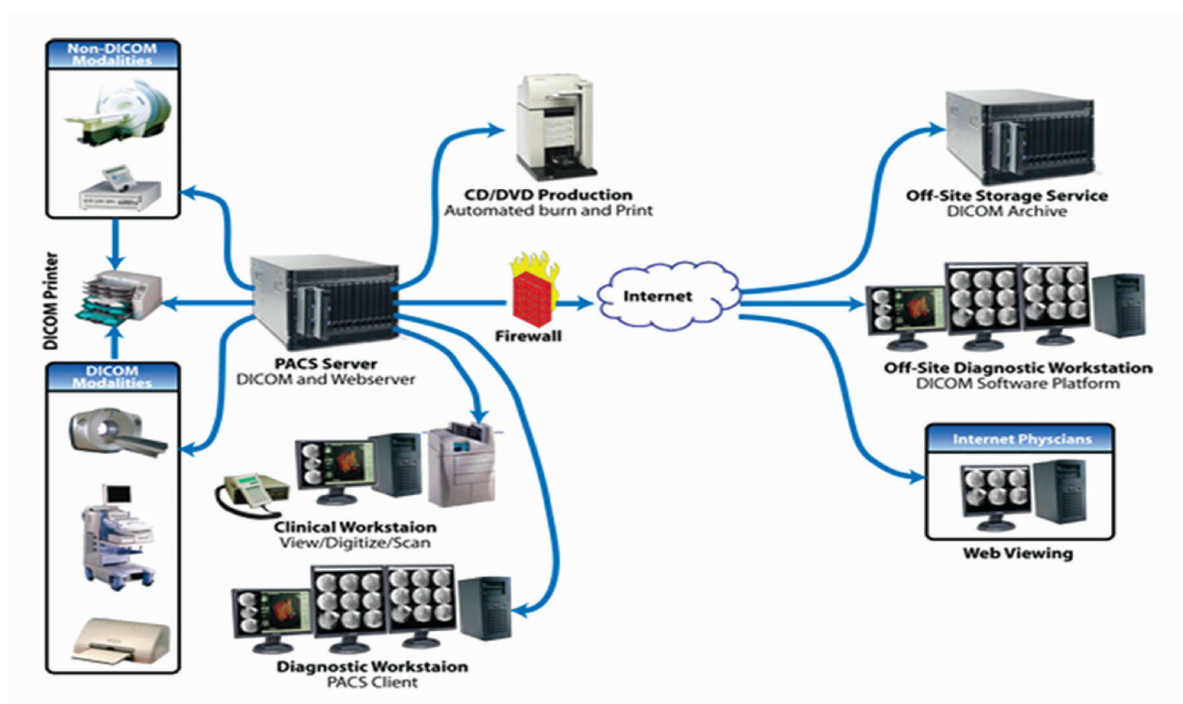 Non-DICOM
Modalities
CD/DVD Production
Automated burn and Print
Off-Site Storage Service
DICOM Archive
DICOM Printer
PACS Server
DICOM and Webserver
Firewall
Internet
Off-Site Diagnostic Workstation
DICOM Software Platform
DICOM
Modalities
Internet Physcians
Web Viewing
Clinical Workstaion
View/Digitize/Scan
Diagnostic Workstaion
PACS Client